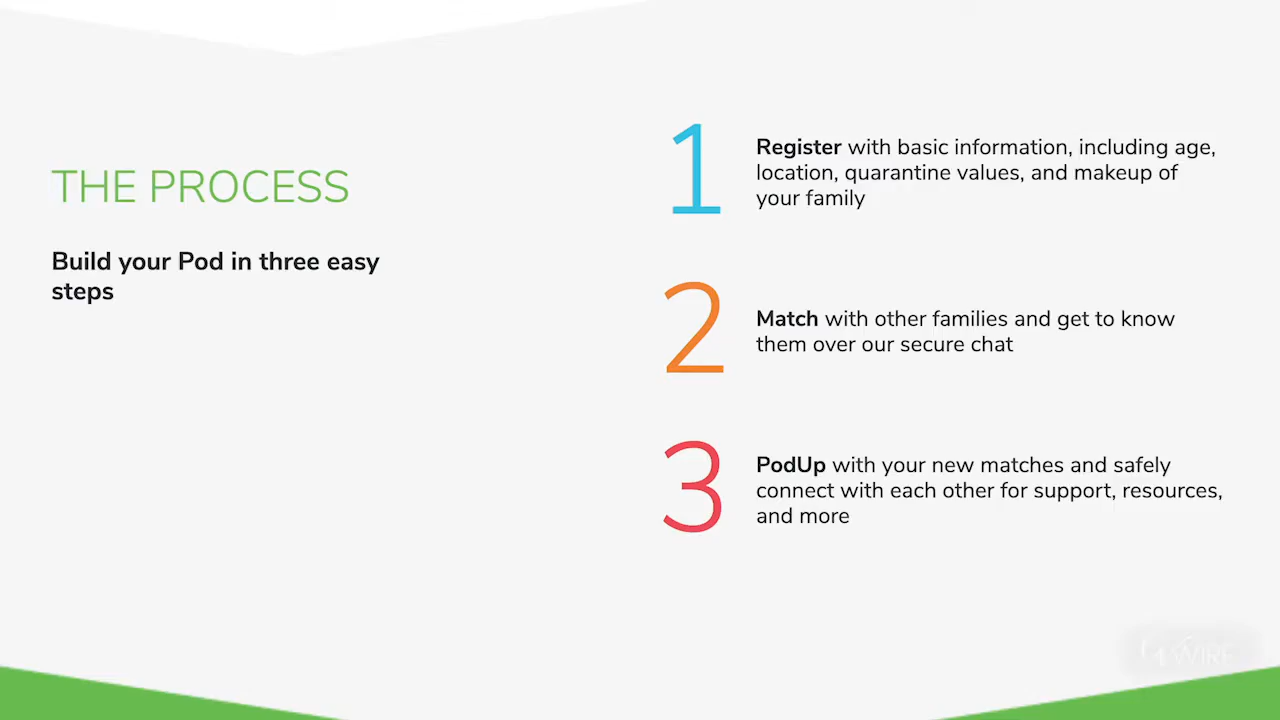 THE PROCESS
Build your Pod in three easy
steps
1
Register with basic information, including age,
location, quarantine values, and makeup of
your family
2
Match with other families and get to know
them over our secure chat
3
PodUp with your new matches and safely
connect with each other for support, resources,
and more